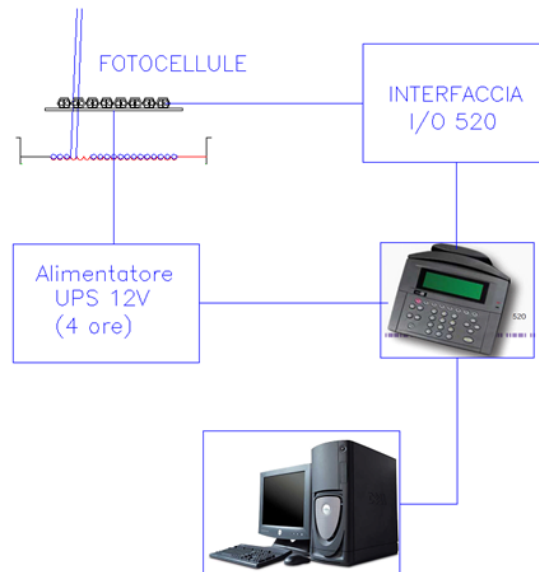 FOTOCELLULE
INTERFACCIA
I/O 520
Alimentatore
UPS 12V
(4 ore)
520